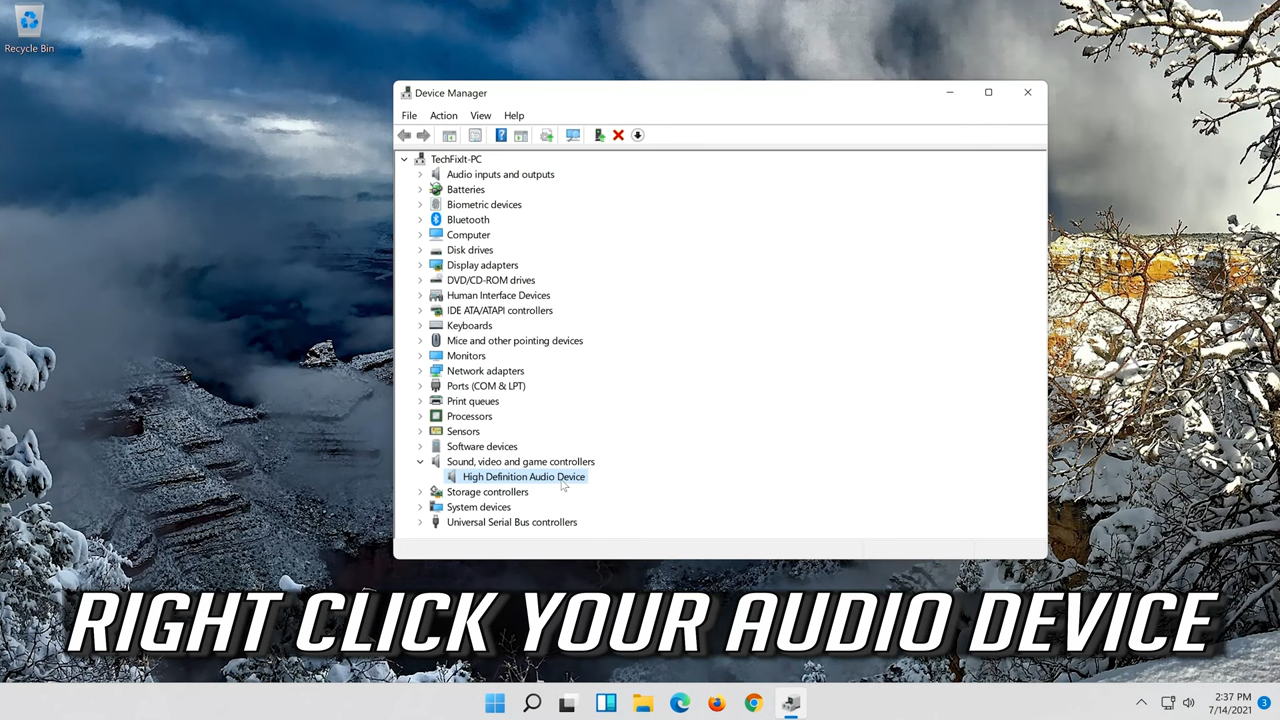 Recycle Bin
Device Manager
File Action View Help
TechFixIt-PC
Audio inputs and outputs
Batteries
Biometric devices
Bluetooth
Computer
Disk drives
Display adapters
DVD/CD-ROM drives
Human Interface Devices
IDE ATA/ATAPI controllers
Keyboards
Mice and other pointing devices
Monitors
Network adapters
Ports (COM & LPT)
Print queues
Processors
Sensors
Software devices
Sound, video and game controllers
High Definition Audio Device
Storage controllers
System devices
Universal Serial Bus controllers
RIGHT CLICK YOUR AUDIO DEVICE
2:37 PM
7/14/2021
3